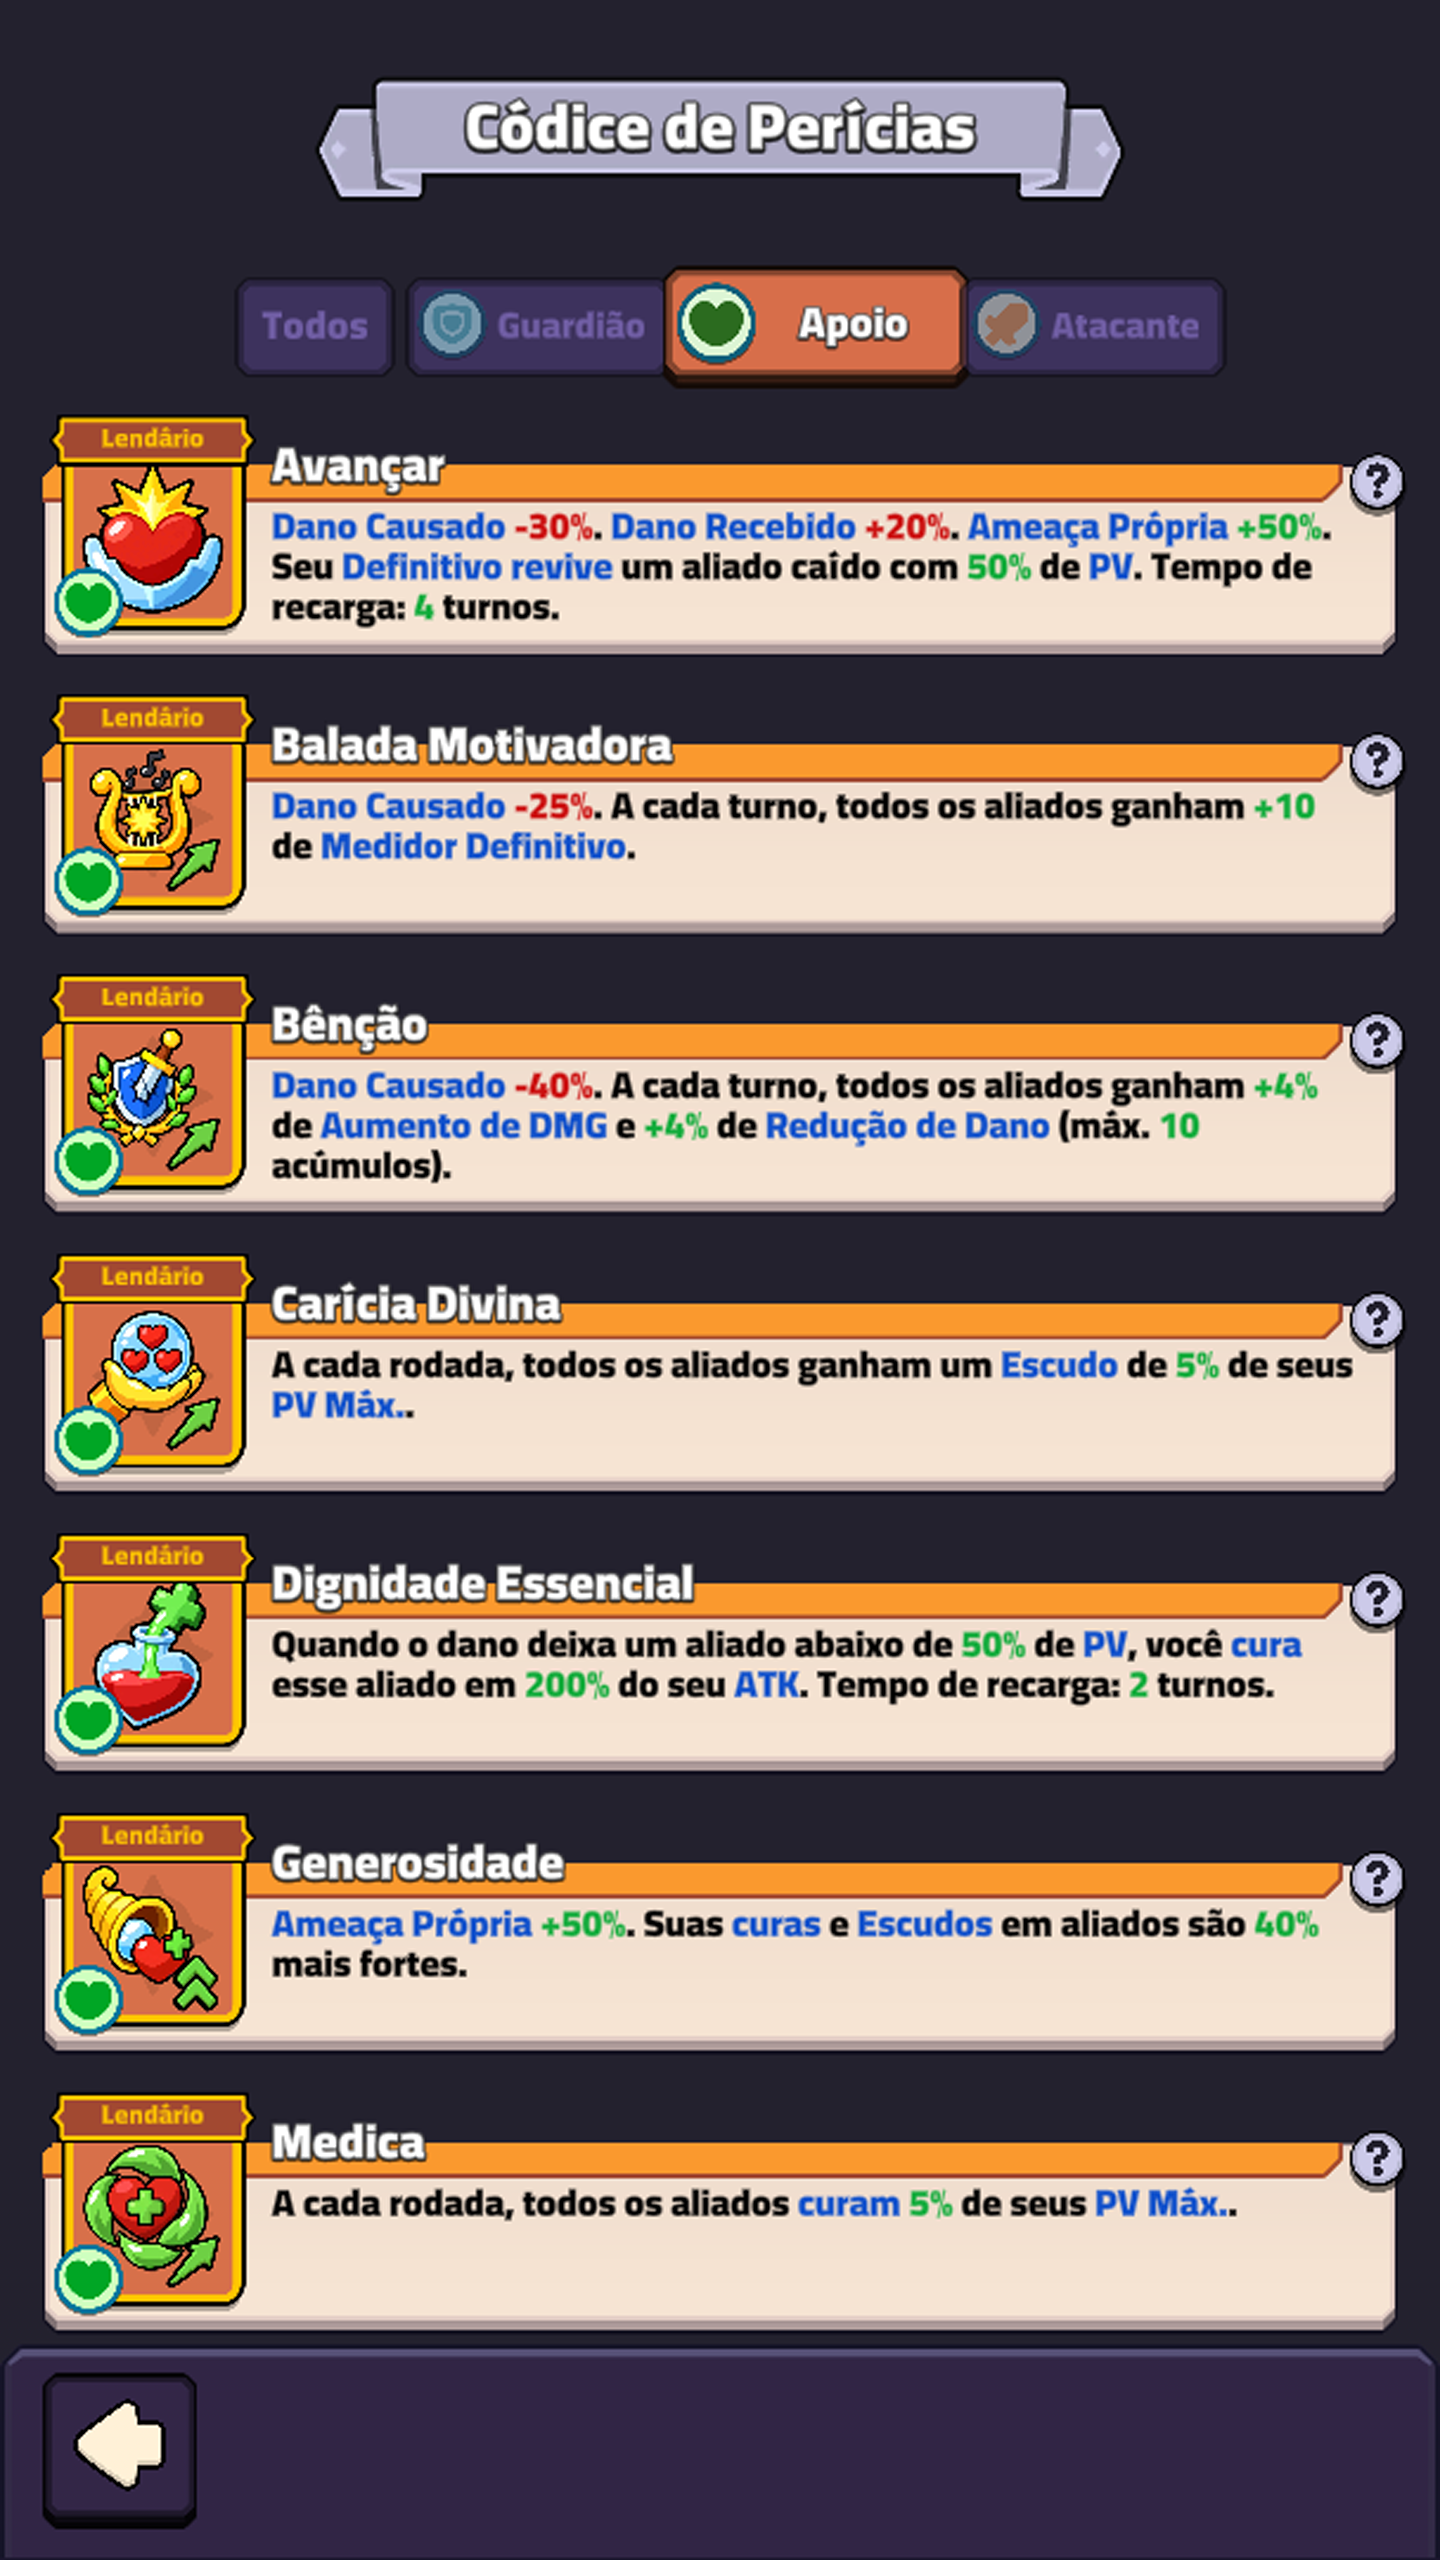 Códice de Perícias
Todos
Guardião
Apoio
Atacante
Lendário
Avançar
?
Dano Causado -30%. Dano Recebido +20%. Ameaça Própria +50%.
Seu Definitivo revive um aliado caído com 50% de PV. Tempo de
recarga: 4 turnos.
Lendário
Balada Motivadora
?
Dano Causado -25%. A cada turno, todos os aliados ganham +10
de Medidor Definitivo.
Lendário
Bênção
?
Dano Causado -40%. A cada turno, todos os aliados ganham +4%
de Aumento de DMG e +4% de Redução de Dano (máx. 10
acúmulos).
Lendário
Carícia Divina
?
A cada rodada, todos os aliados ganham um Escudo de 5% de seus
PV Máx..
Lendário
Dignidade Essencial
?
Quando o dano deixa um aliado abaixo de 50% de PV, você cura
esse aliado em 200% do seu ATK. Tempo de recarga: 2 turnos.
Lendário
Generosidade
?
Ameaça Própria +50%. Suas curas e Escudos em aliados são 40%
mais fortes.
Lendário
Medica
?
A cada rodada, todos os aliados curam 5% de seus PV Máx..